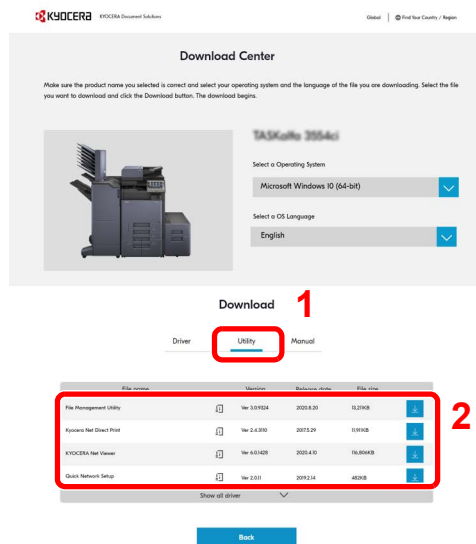 KYOCERA KYOCERA Document Solutions Global Find Your Country / Region
Download Center
Make sure the product name you selected is correct and select your operating system and the language of the file you are downloading. Select the file
you want to download and click the Download button. The download begins.
TASKalfa 3554ci
Select a Operating System
Microsoft Windows 10 (64-bit)
Select a OS Language
English
Download 1
Driver Utility Manual
File name Version Release date File size
2
File Management Utility Ver 3.0.9324 2020.8.20 13,211KB
Kyocera Net Direct Print Ver 2.4.3110 2017.5.29 11,911KB
KYOCERA Net Viewer Ver 6.0.1428 2020.4.10 116,806KB
Quick Network Setup Ver 2.0.11 2019.2.14 482KB
Show all driver
Back